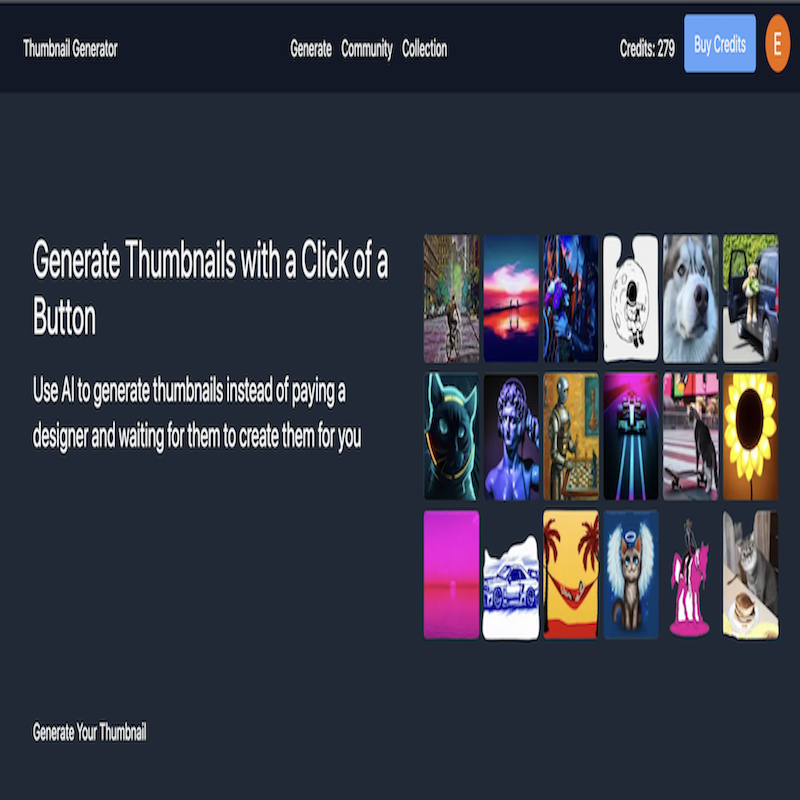 Thumbnail Generator
Generate Community Collection
Credits: 279
Buy Credits
E
Generate Thumbnails with a Click of a
Button
Use AI to generate thumbnails instead of paying a
designer and waiting for them to create them for you
Generate Your Thumbnail